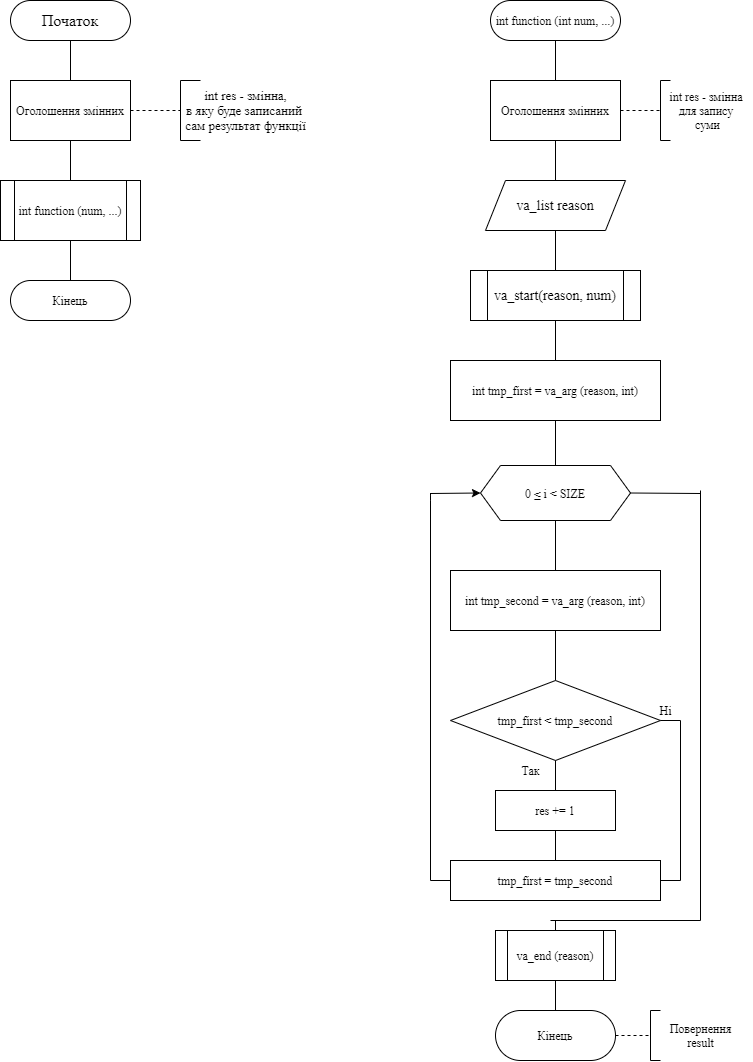 Початок
Оголошення змінних
int res - змінна,
в яку буде записаний
сам результат функції
int function (num, ...)
Кінець
int function (int num, ...)
Оголошення змінних
int res - змінна
для запису
суми
va_list reason
va_start(reason, num)
int tmp_first = va_arg (reason, int)
0 ≤ i < SIZE
int tmp_second = va_arg (reason, int)
tmp_first < tmp_second
Ні
Так
res += 1
tmp_first = tmp_second
va_end (reason)
Кінець
Повернення
result